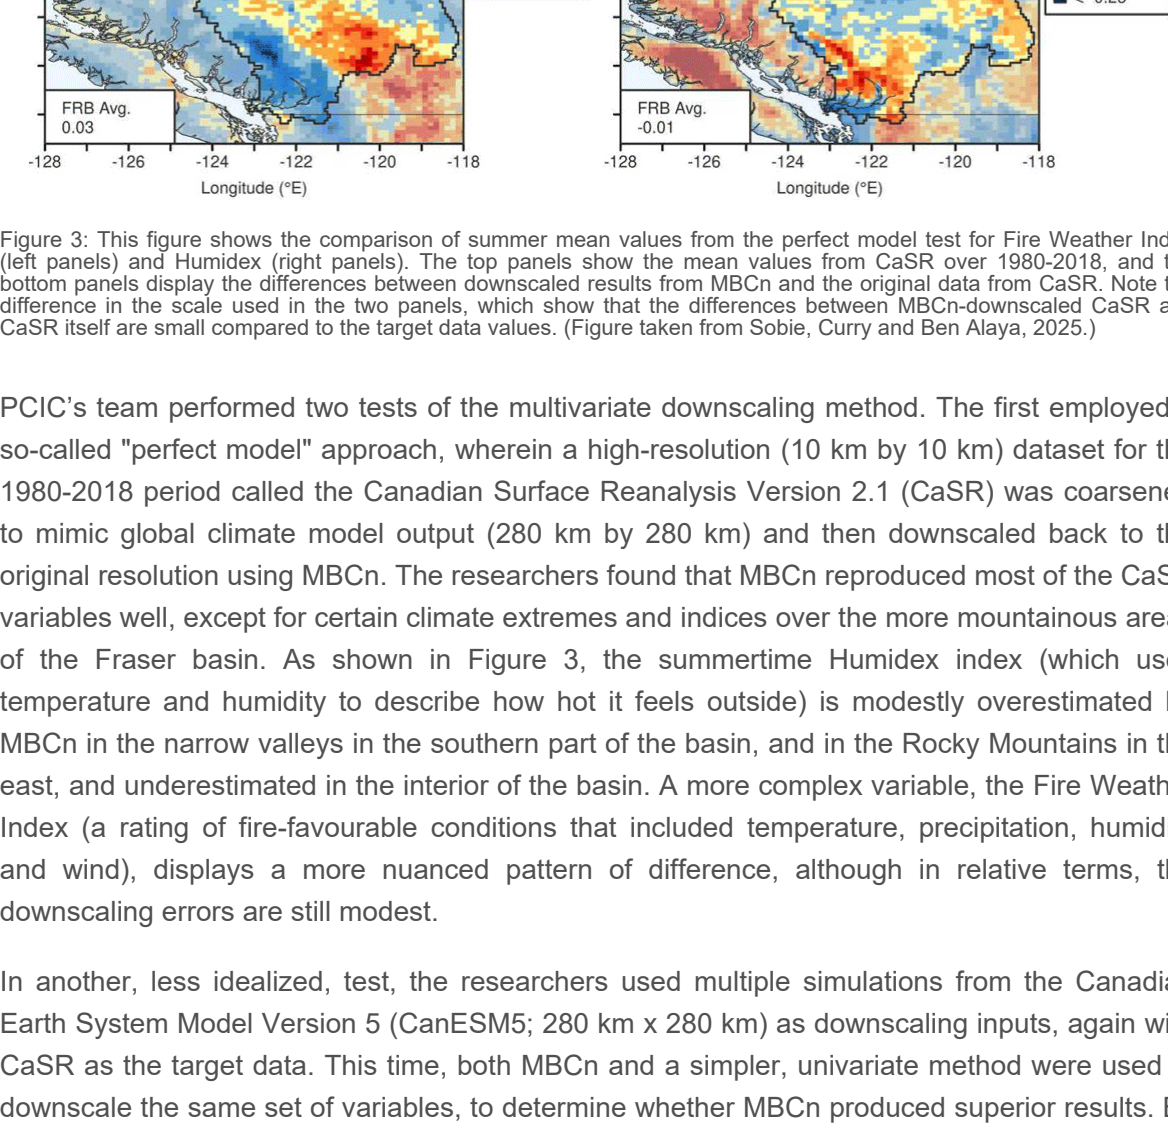 FRB Avg.
0.03
FRB Avg.
-0.01
-128 -126 -124 -122 -120 -118
-128 -126 -124 -122 -120 -118
Longitude (°E)
Longitude (°E)
Figure 3: This figure shows the comparison of summer mean values from the perfect model test for Fire Weather Ind
(left panels) and Humidex (right panels). The top panels show the mean values from CaSR over 1980-2018, and t
bottom panels display the differences between downscaled results from MBCn and the original data from CaSR. Note t
difference in the scale used in the two panels, which show that the differences between MBCn-downscaled CaSR a
CaSR itself are small compared to the target data values. (Figure taken from Sobie, Curry and Ben Alaya, 2025.)
PCIC’s team performed two tests of the multivariate downscaling method. The first employed
so-called "perfect model" approach, wherein a high-resolution (10 km by 10 km) dataset for th
1980-2018 period called the Canadian Surface Reanalysis Version 2.1 (CaSR) was coarsene
to mimic global climate model output (280 km by 280 km) and then downscaled back to th
original resolution using MBCn. The researchers found that MBCn reproduced most of the CaS
variables well, except for certain climate extremes and indices over the more mountainous area
of the Fraser basin. As shown in Figure 3, the summertime Humidex index (which use
temperature and humidity to describe how hot it feels outside) is modestly overestimated
MBCn in the narrow valleys in the southern part of the basin, and in the Rocky Mountains in th
east, and underestimated in the interior of the basin. A more complex variable, the Fire Weath
Index (a rating of fire-favourable conditions that included temperature, precipitation, humidi
and wind), displays a more nuanced pattern of difference, although in relative terms, th
downscaling errors are still modest.
In another, less idealized, test, the researchers used multiple simulations from the Canadia
Earth System Model Version 5 (CanESM5; 280 km x 280 km) as downscaling inputs, again wi
CaSR as the target data. This time, both MBCn and a simpler, univariate method were used
downscale the same set of variables, to determine whether MBCn produced superior results.